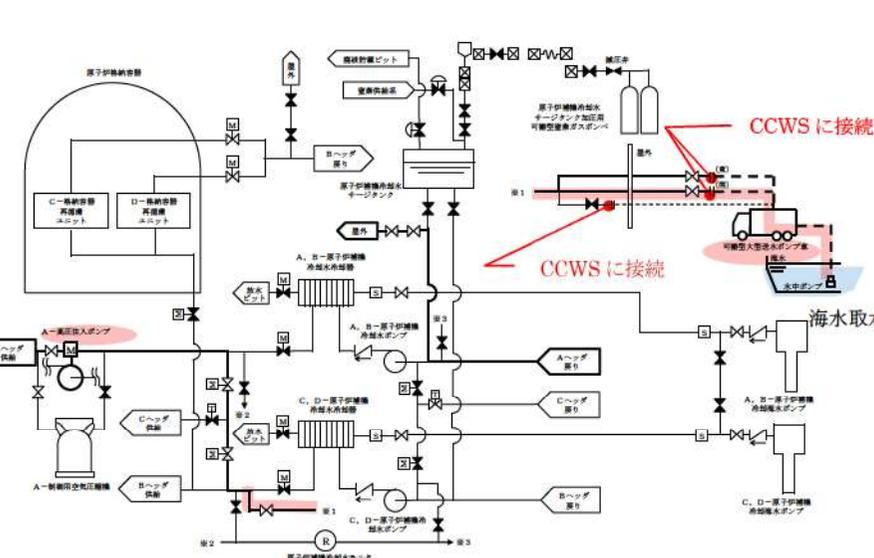 原子炉格納容器
屋外
廃液貯蔵ピット
窒素供給系
減圧弁
原子炉補機冷却水
サージタンク加圧用
可搬型窒素ガスボンベ
CCWSに接続
M
M
Bヘッダ
戻り
原子炉補機冷却水
サージタンク
屋外
※1
C－格納容器
再循環
ユニット
D－格納容器
再循環
ユニット
屋外
可搬型大型送水ポンプ車
海水
水中ポンプ
CCWSに接続
海水取水
A，B－原子炉補機
冷却水冷却器
放水
ピット
M
S
M
※3
A，B－原子炉補機
冷却水ポンプ
S
A－高圧注入ポンプ
ヘッダ
供給
M
M
M
Aヘッダ
戻り
※2
T
Cヘッダ
戻り
C，D－原子炉補機
冷却水冷却器
A，B－原子炉補機
冷却海水ポンプ
Cヘッダ
供給
T
放水
ピット
M
S
S
M
M
A－制御用空気圧縮機
Bヘッダ
供給
M
Bヘッダ
戻り
C，D－原子炉補機冷
却水ポンプ
C，D－原子炉補機
冷却海水ポンプ
※1
※2
R
※3